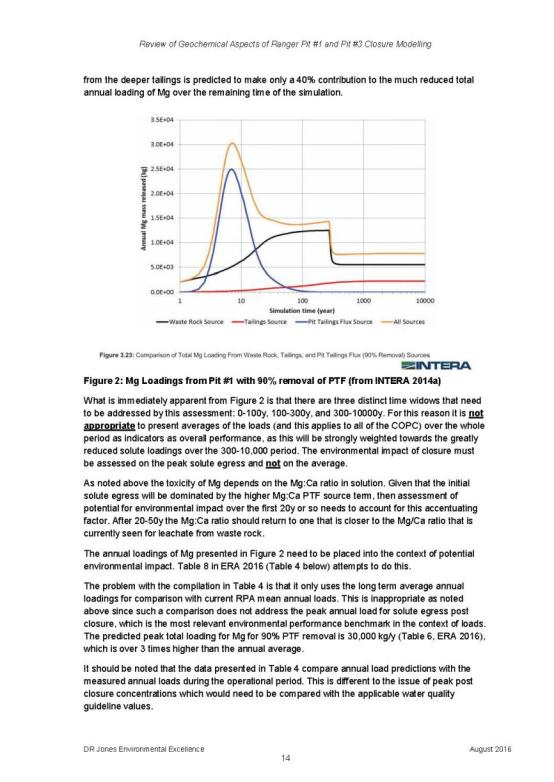 Review of Geochemical Aspects of Ranger Pit #1 and Pit #3 Closure Modelling
from the deeper tailings is predicted to make only a 40% contribution to the much reduced total
annual loading of Mg over the remaining time of the simulation.
3.5E+04
3.0E+04
2.5E+04
2.0E+04
1.5E+04
1.0E+04
5.0E+03
0.0E+00
Annual Mg mass released (kg)
1 10 100 1000 10000
Simulation time (year)
Waste Rock Source Tailings Source Pit Tailings Flux Source All Sources
Figure 3.23: Comparison of Total Mg Loading From Waste Rock, Tailings, and Pit Tailings Flux (90% Removal) Sources
INTERA
Figure 2: Mg Loadings from Pit #1 with 90% removal of PTF (from INTERA 2014a)
What is immediately apparent from Figure 2 is that there are three distinct time widows that need
to be addressed by this assessment: 0-100y, 100-300y, and 300-10000y. For this reason it is not
appropriate to present averages of the loads (and this applies to all of the COPC) over the whole
period as indicators as overall performance, as this will be strongly weighted towards the greatly
reduced solute loadings over the 300-10,000 period. The environmental impact of closure must
be assessed on the peak solute egress and not on the average.
As noted above the toxicity of Mg depends on the Mg:Ca ratio in solution. Given that the initial
solute egress will be dominated by the higher Mg:Ca PTF source term, then assessment of
potential for environmental impact over the first 20y or so needs to account for this accentuating
factor. After 20-50y the Mg:Ca ratio should return to one that is closer to the Mg/Ca ratio that is
currently seen for leachate from waste rock.
The annual loadings of Mg presented in Figure 2 need to be placed into the context of potential
environmental impact. Table 8 in ERA 2016 (Table 4 below) attempts to do this.
The problem with the compilation in Table 4 is that it only uses the long term average annual
loadings for comparison with current RPA mean annual loads. This is inappropriate as noted
above since such a comparison does not address the peak annual load for solute egress post
closure, which is the most relevant environmental performance benchmark in the context of loads.
The predicted peak total loading for Mg for 90% PTF removal is 30,000 kg/y (Table 6, ERA 2016),
which is over 3 times higher than the annual average.
It should be noted that the data presented in Table 4 compare annual load predictions with the
measured annual loads during the operational period. This is different to the issue of peak post
closure concentrations which would need to be compared with the applicable water quality
guideline values.
DR Jones Environmental Excellence August 2016
14